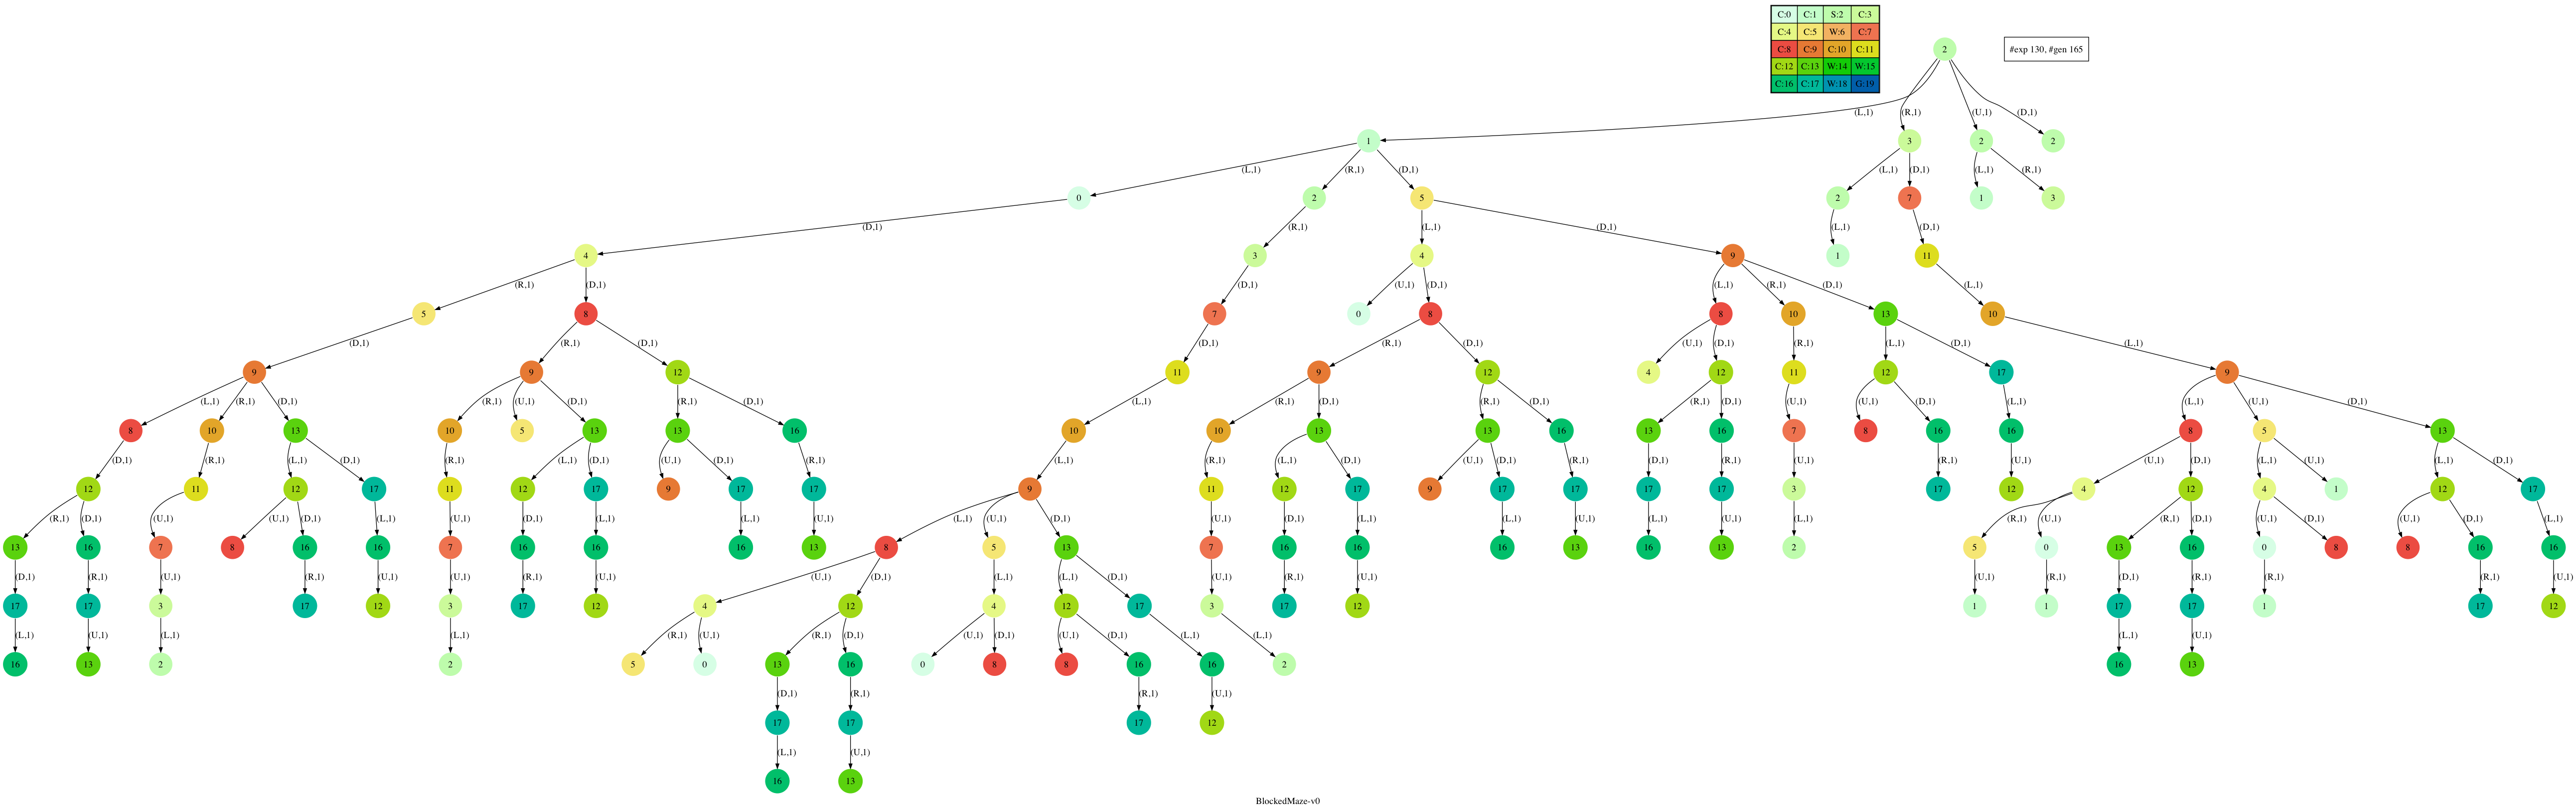 C:0 C:1 S:2 C:3
C:4 C:5 W:6 C:7
C:8 C:9 C:10 C:11
C:12 C:13 W:14 W:15
C:16 C:17 W:18 G:19
#exp 130, #gen 165
2
(L,1) (R,1) (U,1) (D,1)
1 3 2 2
(L,1) (R,1) (D,1) (L,1) (D,1) (L,1) (R,1)
0 2 5 2 7 1 3
(D,1) (R,1) (L,1) (D,1) (L,1) (D,1)
4 3 4 9 1 11
(R,1) (D,1) (D,1) (U,1) (D,1) (L,1) (R,1) (D,1) (L,1)
5 8 7 0 8 8 10 13 10
(D,1) (R,1) (D,1) (D,1) (R,1) (D,1) (U,1) (D,1) (R,1) (L,1) (D,1) (L,1)
9 9 12 11 9 12 4 12 11 12 17 9
(L,1) (R,1) (D,1) (R,1) (U,1) (D,1) (R,1) (D,1) (L,1) (R,1) (D,1) (R,1) (D,1) (R,1) (D,1) (U,1) (U,1) (D,1) (L,1) (L,1) (U,1) (D,1)
8 10 13 10 5 13 13 16 10 10 13 13 16 13 16 7 8 16 16 8 5 13
(D,1) (R,1) (L,1) (D,1) (R,1) (L,1) (D,1) (U,1) (D,1) (R,1) (L,1) (R,1) (L,1) (D,1) (U,1) (D,1) (R,1) (D,1) (R,1) (U,1) (R,1) (U,1) (U,1) (D,1) (L,1) (U,1) (L,1) (D,1)
12 11 12 17 11 12 17 9 17 17 9 11 12 17 9 17 17 17 17 3 17 12 4 12 4 1 12 17
(R,1) (D,1) (U,1) (U,1) (D,1) (L,1) (U,1) (D,1) (L,1) (L,1) (U,1) (L,1) (U,1) (D,1) (U,1) (D,1) (L,1) (L,1) (U,1) (L,1) (U,1) (L,1) (R,1) (U,1) (R,1) (D,1) (U,1) (D,1) (U,1) (D,1) (L,1)
13 16 7 8 16 16 7 16 16 16 13 8 5 13 7 16 16 16 13 16 13 2 5 0 13 16 0 8 8 16 16
(D,1) (R,1) (U,1) (R,1) (U,1) (U,1) (R,1) (U,1) (U,1) (D,1) (L,1) (L,1) (D,1) (U,1) (R,1) (U,1) (U,1) (R,1) (D,1) (R,1) (R,1) (R,1) (U,1)
17 17 3 17 12 3 17 12 4 12 4 12 17 3 17 12 1 1 17 17 1 17 12
(L,1) (U,1) (L,1) (L,1) (R,1) (U,1) (R,1) (D,1) (U,1) (D,1) (U,1) (D,1) (L,1) (L,1) (L,1) (U,1)
16 13 2 2 5 0 13 16 0 8 8 16 16 2 16 13
(D,1) (R,1) (R,1) (U,1)
17 17 17 12
(L,1) (U,1)
16 13
BlockedMaze-v0